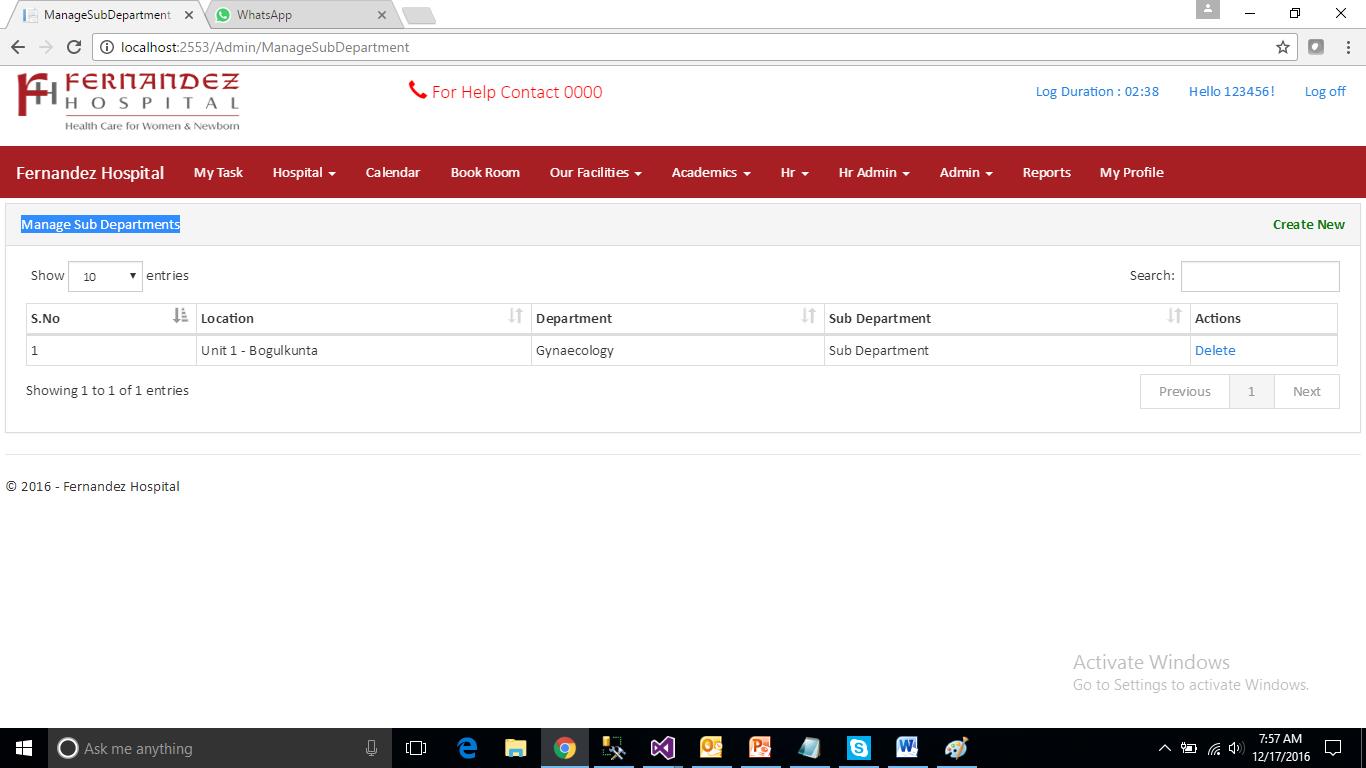 ManageSubDepartment
WhatsApp
localhost:2553/Admin/ManageSubDepartment
FERNANDEZ
HOSPITAL
Health Care for Women & Newborn
For Help Contact 0000
Log Duration : 02:38 Hello 123456! Log off
Fernandez Hospital My Task Hospital Calendar Book Room Our Facilities Academics Hr Hr Admin Admin Reports My Profile
Manage Sub Departments Create New
Show 10 entries Search:
S.No Location Department Sub Department Actions
1 Unit 1 - Bogulkunta Gynaecology Sub Department Delete
Showing 1 to 1 of 1 entries Previous 1 Next
© 2016 - Fernandez Hospital
Activate Windows
Go to Settings to activate Windows.
Ask me anything
7:57 AM
12/17/2016